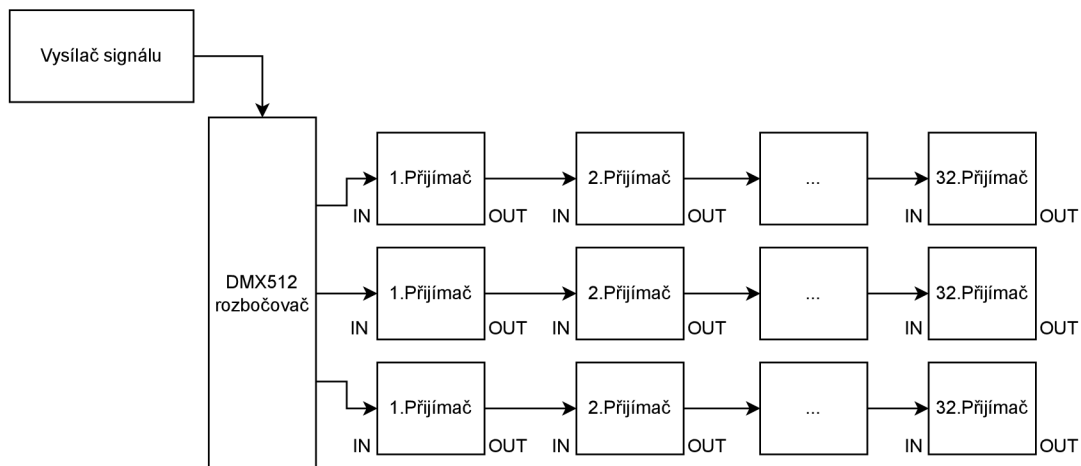 Vysílač signálu
DMX512
rozbočovač
1.Přijímač
2.Přijímač
...
32.Přijímač
IN
OUT
IN
OUT
IN
OUT
1.Přijímač
2.Přijímač
...
32.Přijímač
IN
OUT
IN
OUT
IN
OUT
1.Přijímač
2.Přijímač
...
32.Přijímač
IN
OUT
IN
OUT
IN
OUT